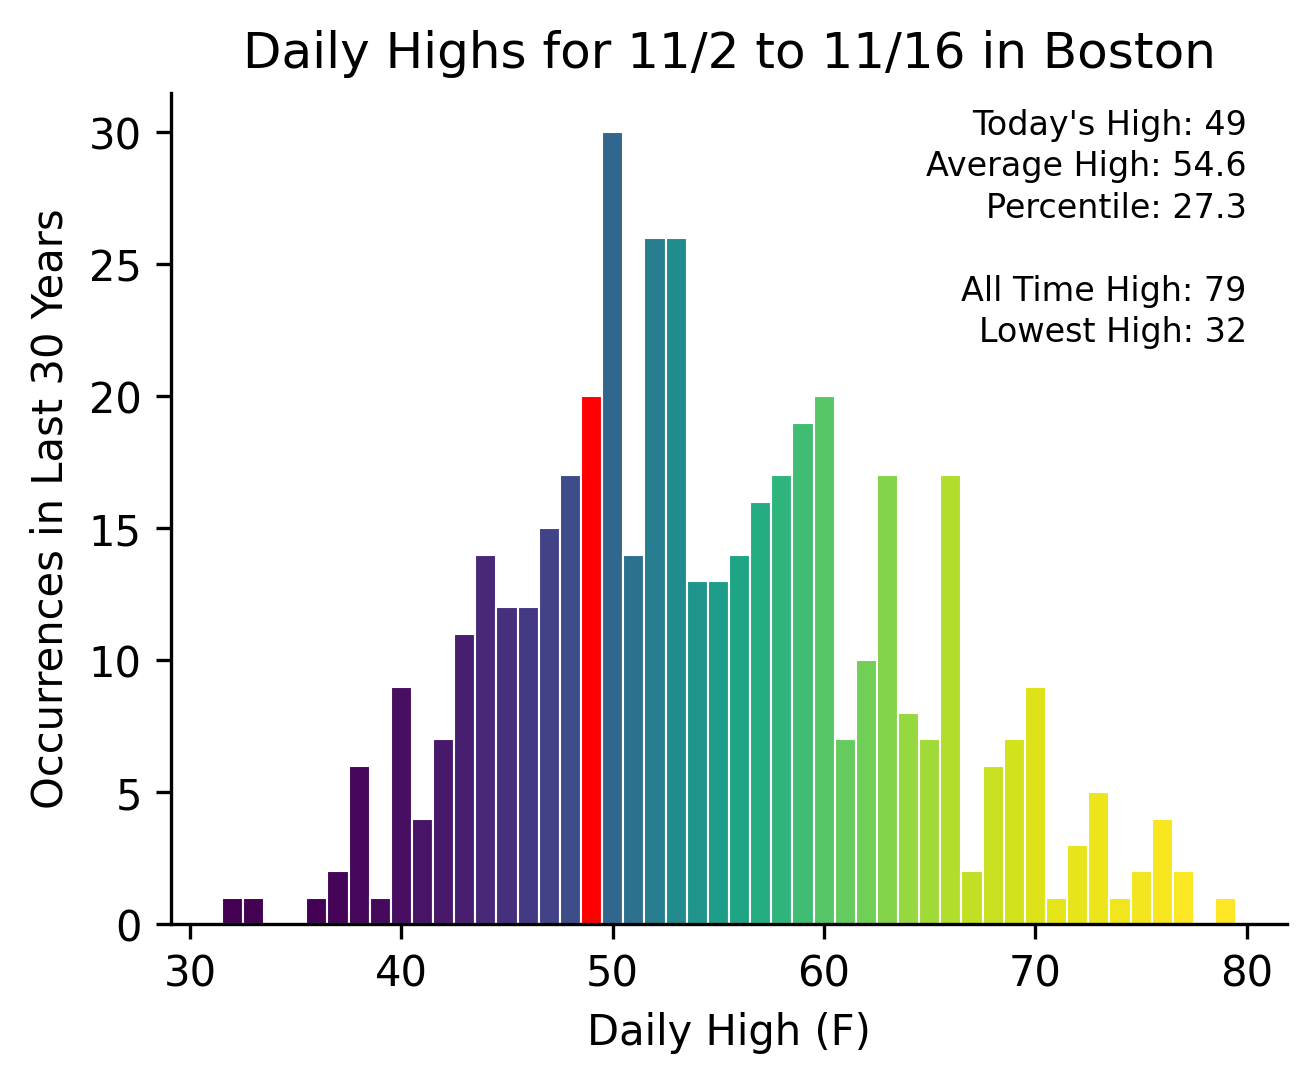 Daily Highs for 11/2 to 11/16 in Boston
Today's High: 49
Average High: 54.6
Percentile: 27.3
All Time High: 79
Lowest High: 32
Occurrences in Last 30 Years
30
25
20
15
10
5
0
30 40 50 60 70 80
Daily High (F)